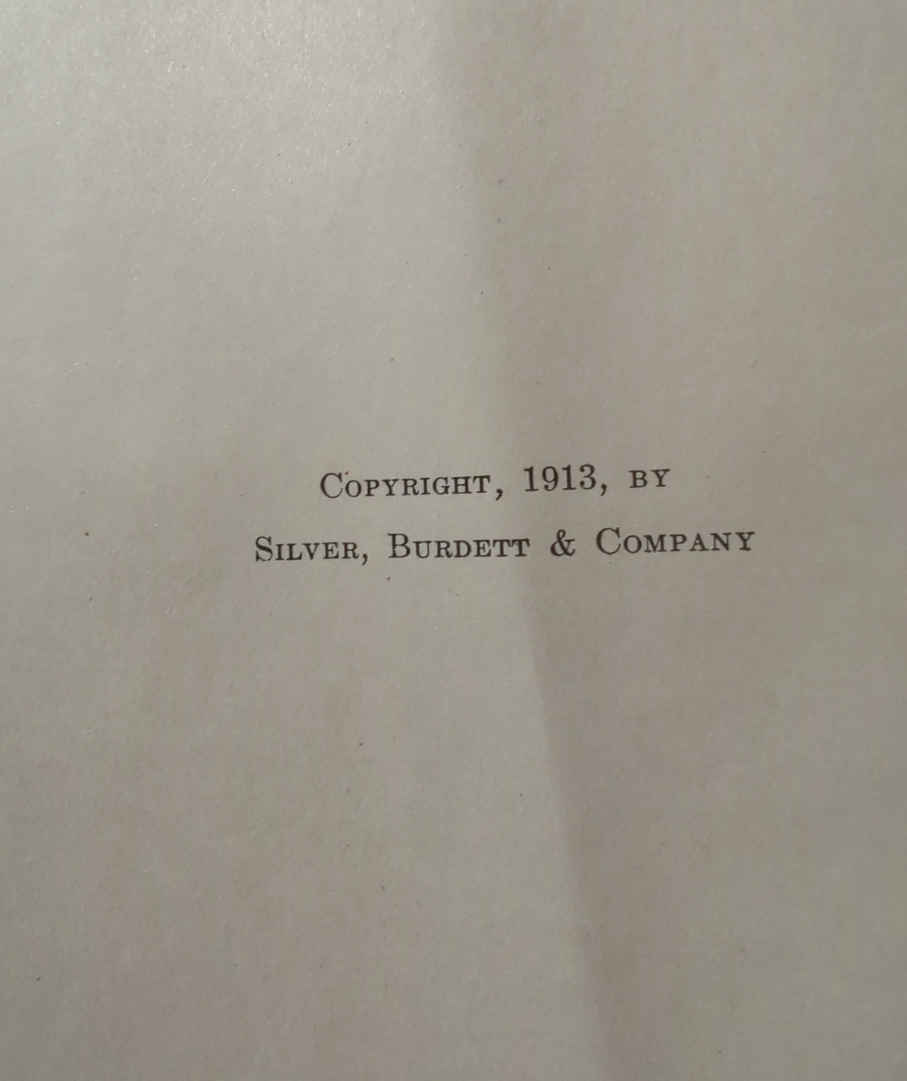 Copyright, 1913, by
Silver, Burdett & Company